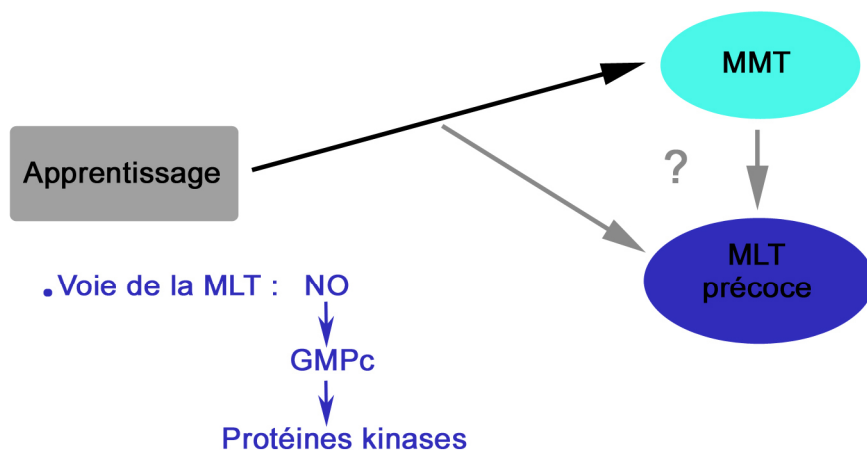 MMT
Apprentissage
?
MLT
précoce
. Voie de la MLT : NO
GMPc
Protéines kinases